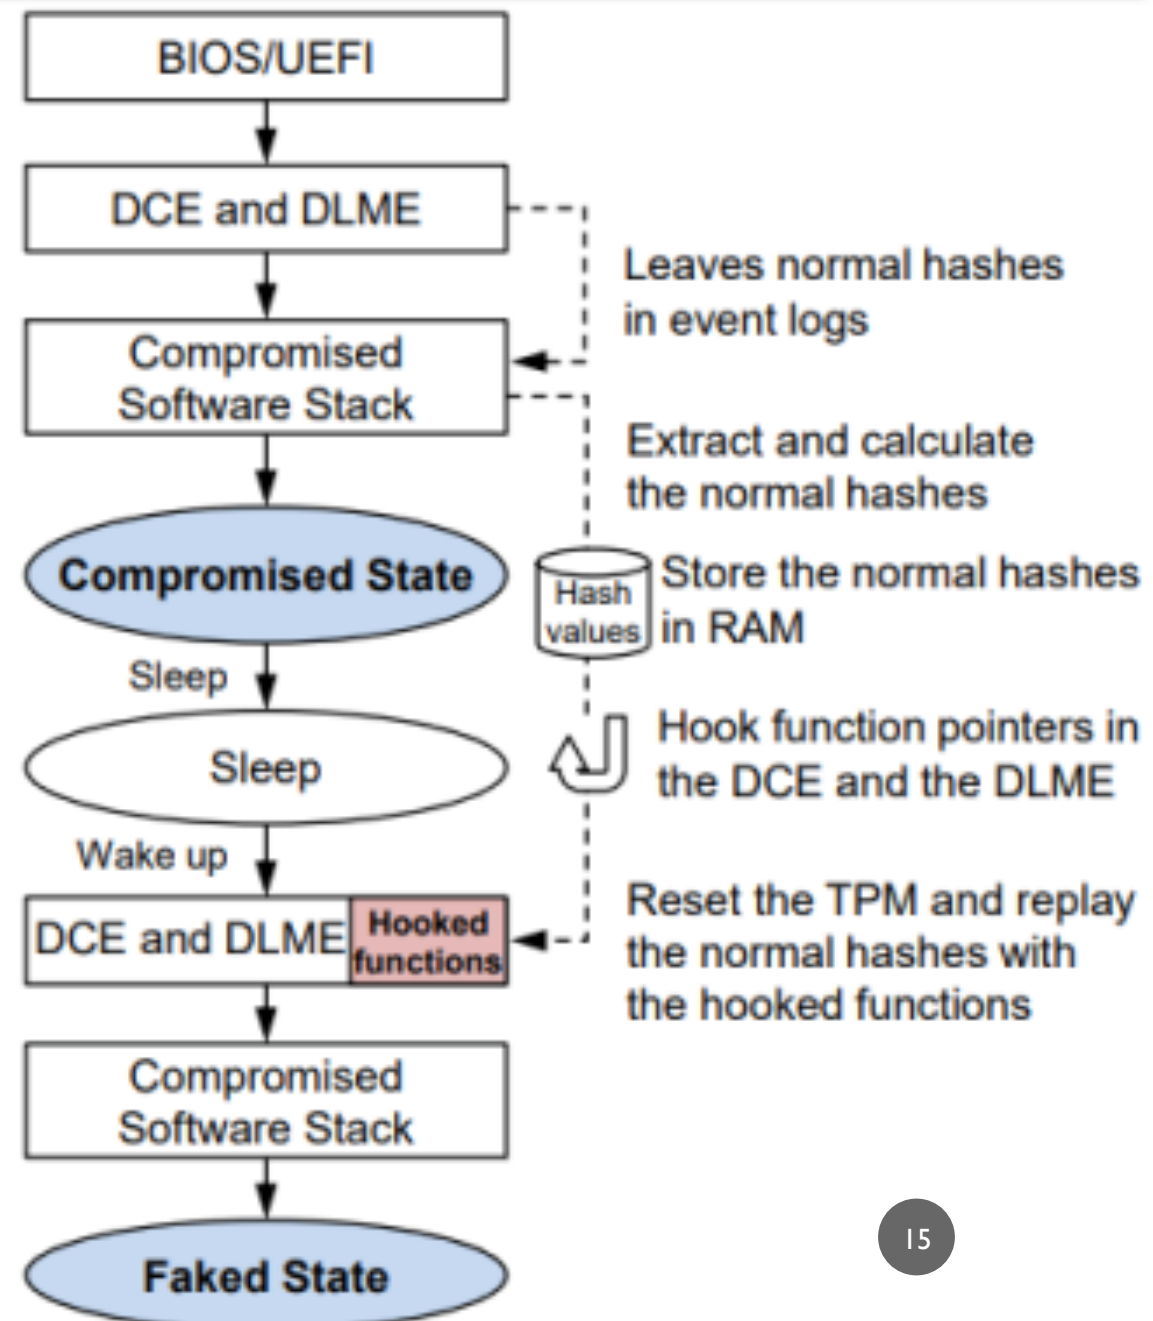 BIOS/UEFI
DCE and DLME
Leaves normal hashes
in event logs
Compromised
Software Stack
Extract and calculate
the normal hashes
Compromised State
Hash
values
Store the normal hashes
in RAM
Sleep
Sleep
Hook function pointers in
the DCE and the DLME
Wake up
DCE and DLME
Hooked
functions
Reset the TPM and replay
the normal hashes with
the hooked functions
Compromised
Software Stack
Faked State
15